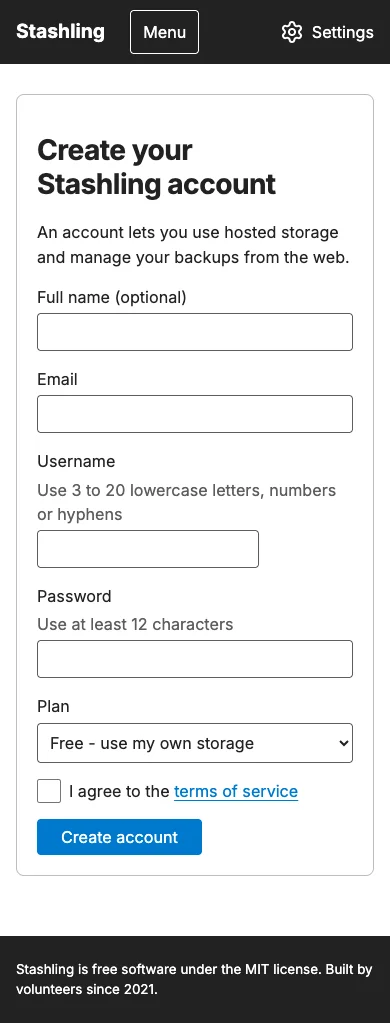 Stashling
Menu
Settings
Create your
Stashling account
An account lets you use hosted storage
and manage your backups from the web.
Full name (optional)
Email
Username
Use 3 to 20 lowercase letters, numbers
or hyphens
Password
Use at least 12 characters
Plan
Free - use my own storage
I agree to the terms of service
Create account
Stashling is free software under the MIT license. Built by
volunteers since 2021.